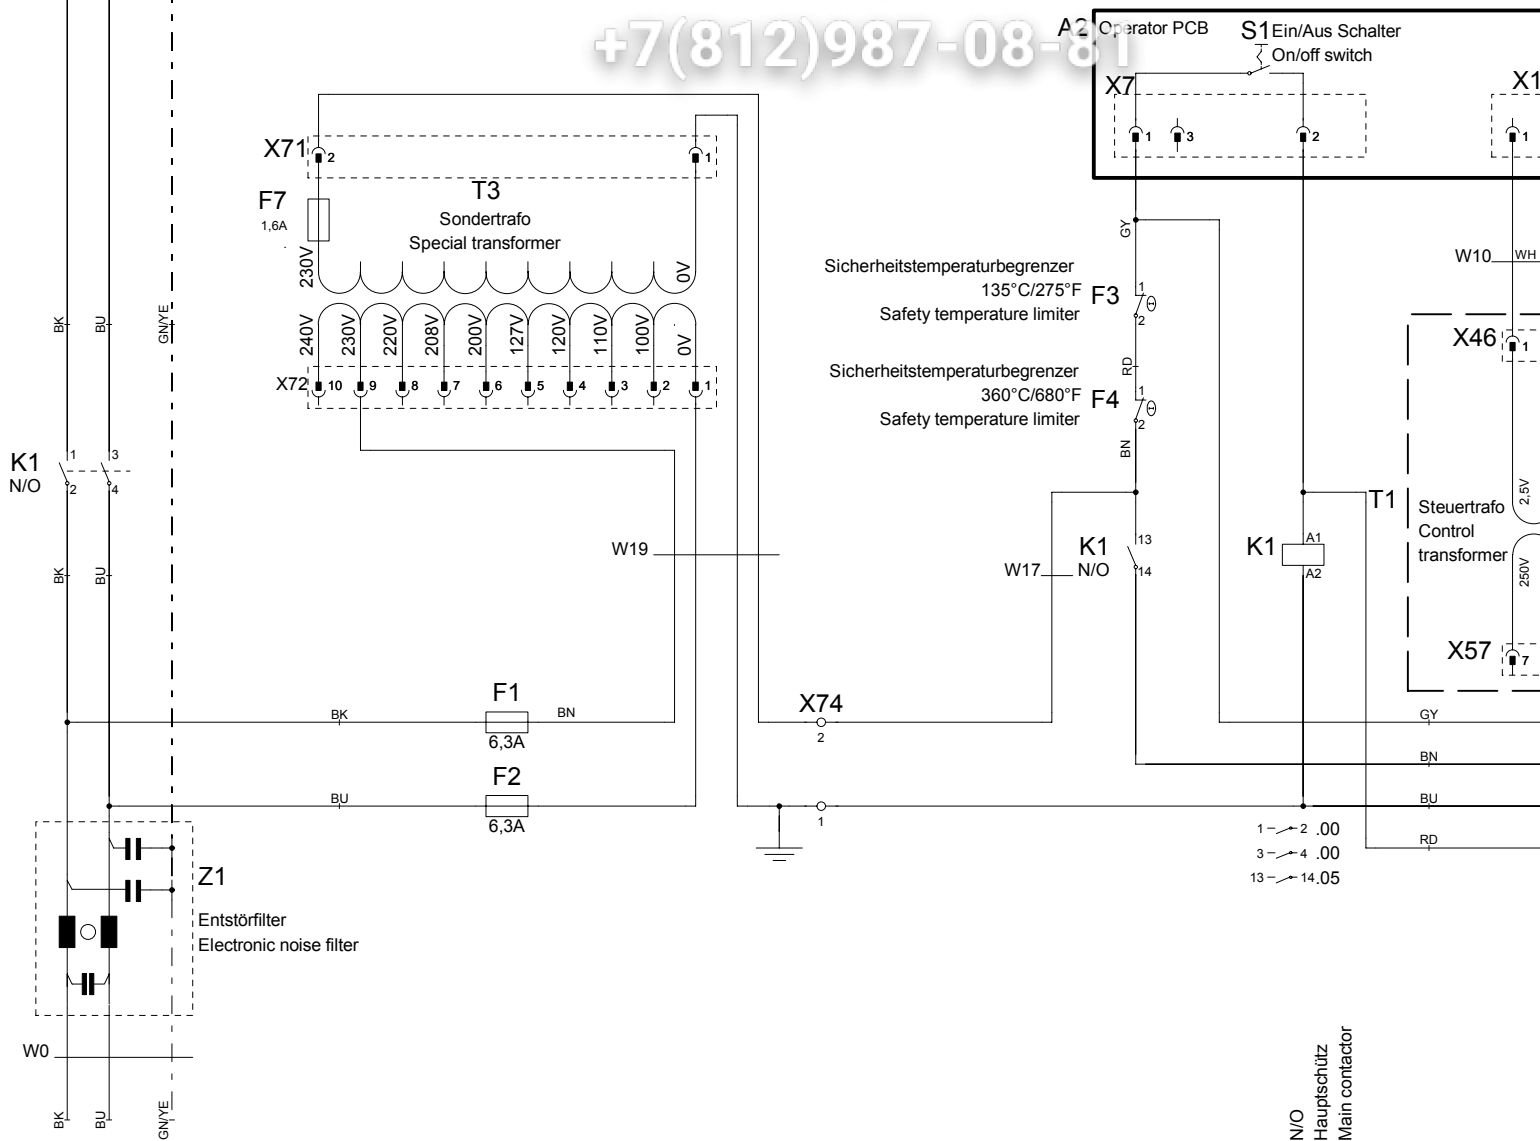 +7(812)987-08-81
A2
Operator PCB
S1
Ein/Aus Schalter
On/off switch
X7
1
3
2
X1
1
X71
2
1
F7
1,6A
T3
Sondertrafo
Special transformer
230V
0V
240V
230V
220V
208V
200V
127V
120V
110V
100V
0V
X72
10
9
8
7
6
5
4
3
2
1
GY
Sicherheitstemperaturbegrenzer
135°C/275°F
Safety temperature limiter
F3
1
2
RD
Sicherheitstemperaturbegrenzer
360°C/680°F
Safety temperature limiter
F4
1
2
BN
W10
WH
X46
1
BK
BU
GN/YE
K1
N/O
1
2
3
4
BK
BU
W19
W17
K1
N/O
13
14
K1
A1
A2
T1
Steuertrafo
Control
transformer
2,5V
250V
X57
7
F1
BK
BN
6,3A
X74
2
GY
BN
F2
BU
6,3A
1
BU
RD
1
2
.00
3
4
.00
13
14
.05
Z1
Entstörfilter
Electronic noise filter
W0
BK
BU
GN/YE
N/O
Hauptschütz
Main contactor